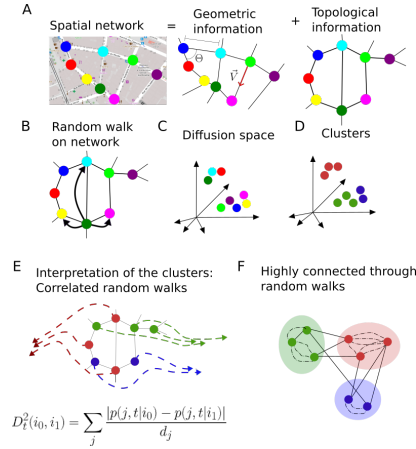 A
Spatial network = Geometric information + Topological information
Θ
V⃗
B Random walk on network
C Diffusion space
D Clusters
E Interpretation of the clusters:
Correlated random walks
F Highly connected through
random walks
D_t^2(i_0, i_1) = \sum_j \frac{|p(j, t|i_0) - p(j, t|i_1)|}{d_j}